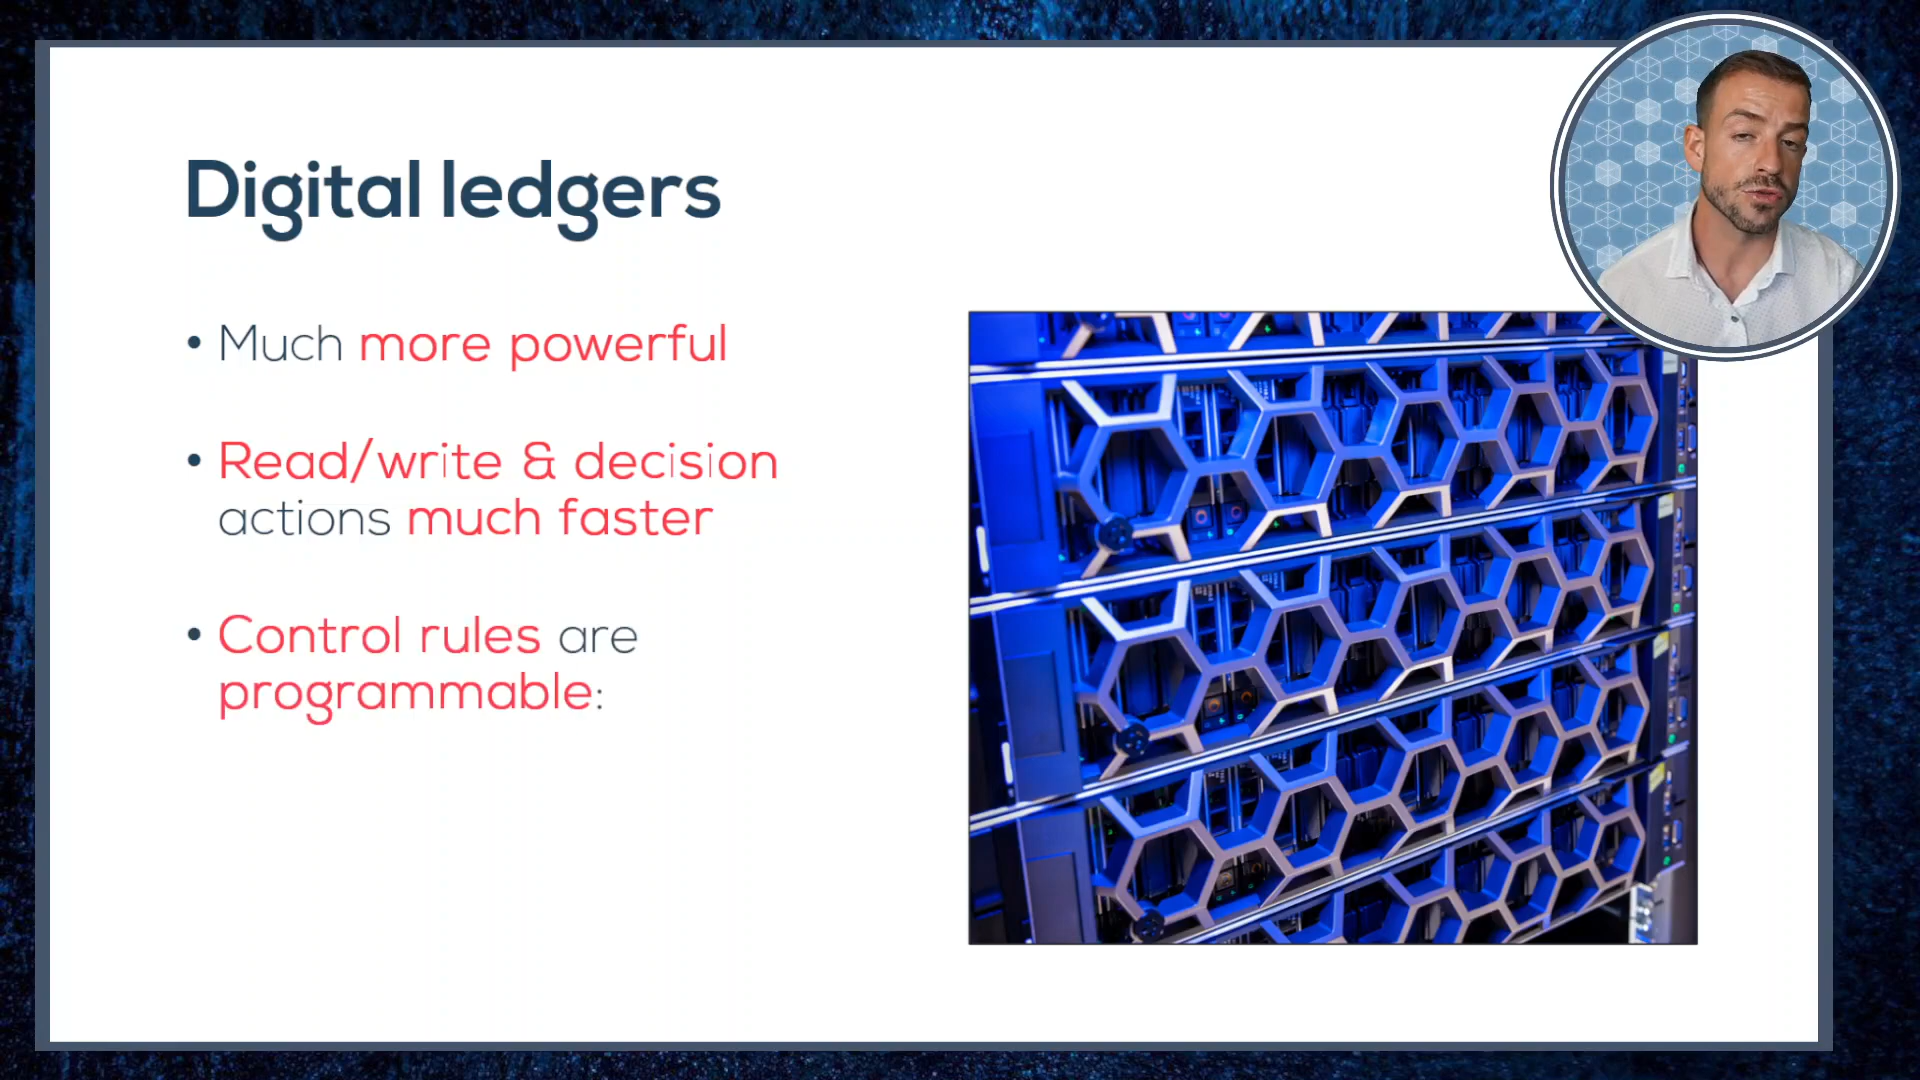 Digital ledgers
• Much more powerful
• Read/write & decision
actions much faster
• Control rules are
programmable: